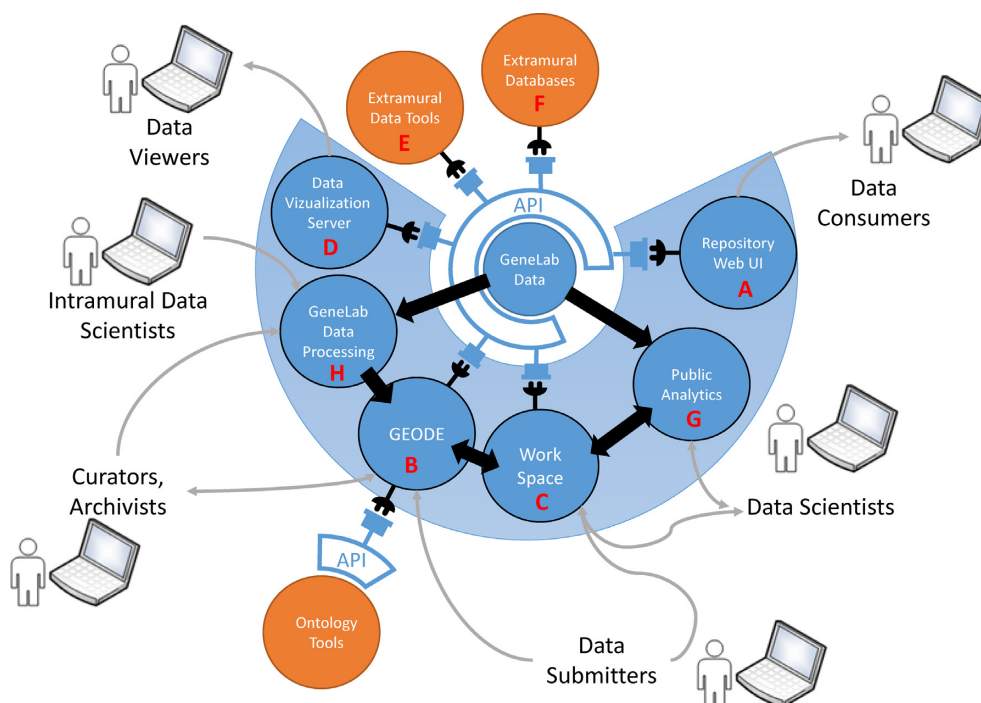 Extramural
Databases
F
Extramural
Data Tools
E
Data
Viewers
Data
Vizualization
Server
D
API
GeneLab
Data
Repository
Web UI
A
Data
Consumers
Intramural Data
Scientists
GeneLab
Data
Processing
H
Public
Analytics
G
GEODE
B
Work
Space
C
Curators,
Archivists
Data Scientists
API
Ontology
Tools
Data
Submitters